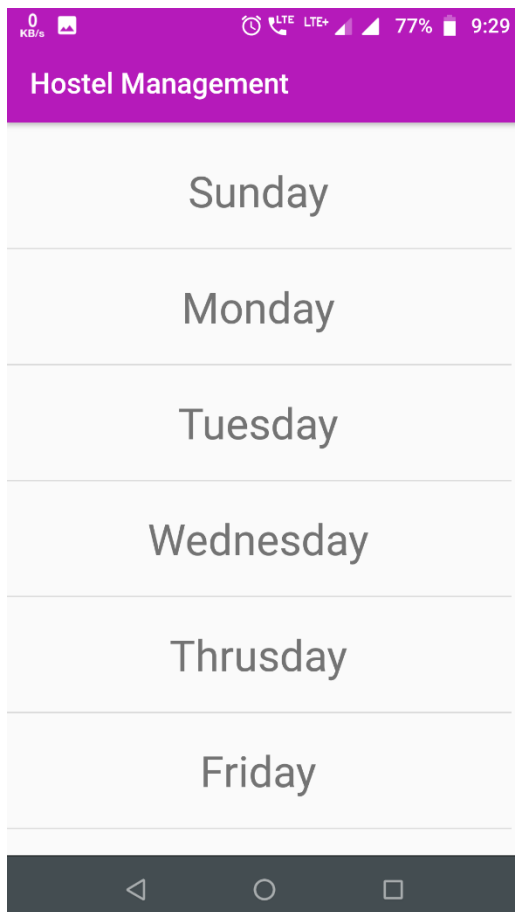 0 KB/s LTE LTE+ 77% 9:29
Hostel Management
Sunday
Monday
Tuesday
Wednesday
Thrusday
Friday